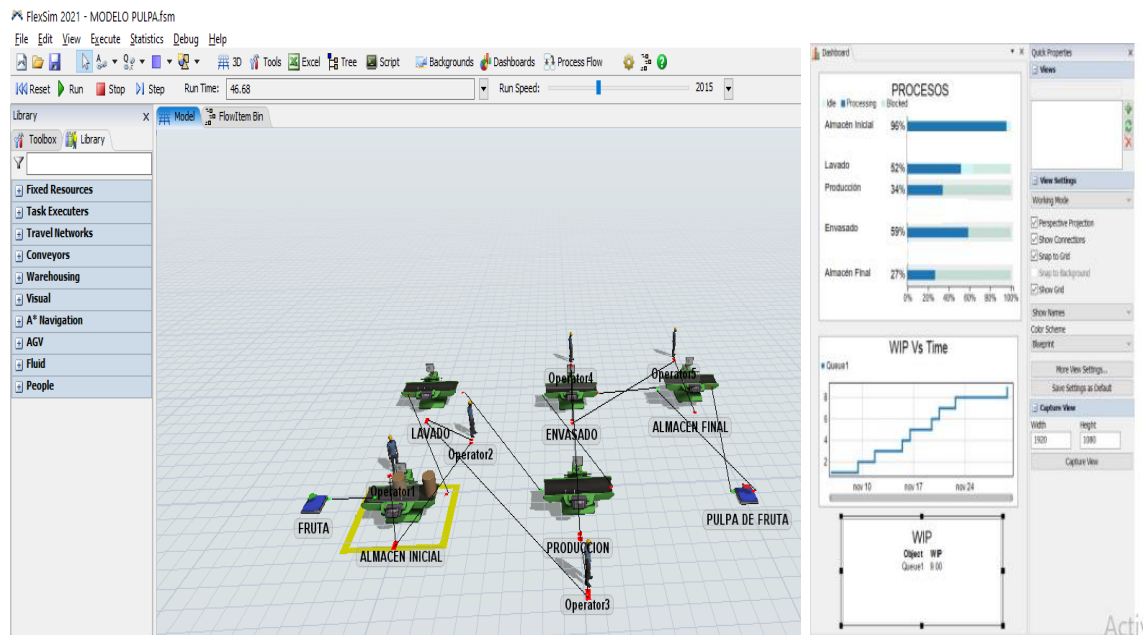 FlexSim 2021 - MODELO PULPA.fsm
File Edit View Execute Statistics Debug Help
3D Tools Excel Tree Script Backgrounds Dashboards Process Flow
Reset Run Stop Step Run Time: 46.68 Run Speed: 2015
Library X
Model FlowItem Bin
Toolbox Library
Fixed Resources
Task Executers
Travel Networks
Conveyors
Warehousing
Visual
A* Navigation
AGV
Fluid
People
Operator4
Operator5
LAVADO
ENVASADO
ALMACEN FINAL
Operator2
Operator1
FRUTA
PULPA DE FRUTA
ALMACEN INICIAL
PRODUCCION
Operator3
Dashboard
PROCESOS
Idle Processing Blocked
Almacén Inicial 96%
Lavado 52%
Producción 34%
Envasado 59%
Almacén Final 27%
0% 20% 40% 60% 80% 100%
WIP Vs Time
Queue1
8
6
4
2
nov 10 nov 17 nov 24
WIP
Object WIP
Queue1 9.00
Quick Properties X
Views
View Settings
Working Mode
Perspective Projection
Show Connections
Snap to Grid
Snap to Background
Show Grid
Show Names
Color Scheme
Blueprint
More View Settings...
Save Settings as Default
Capture View
Width Height
1920 1080
Capture View
Activ